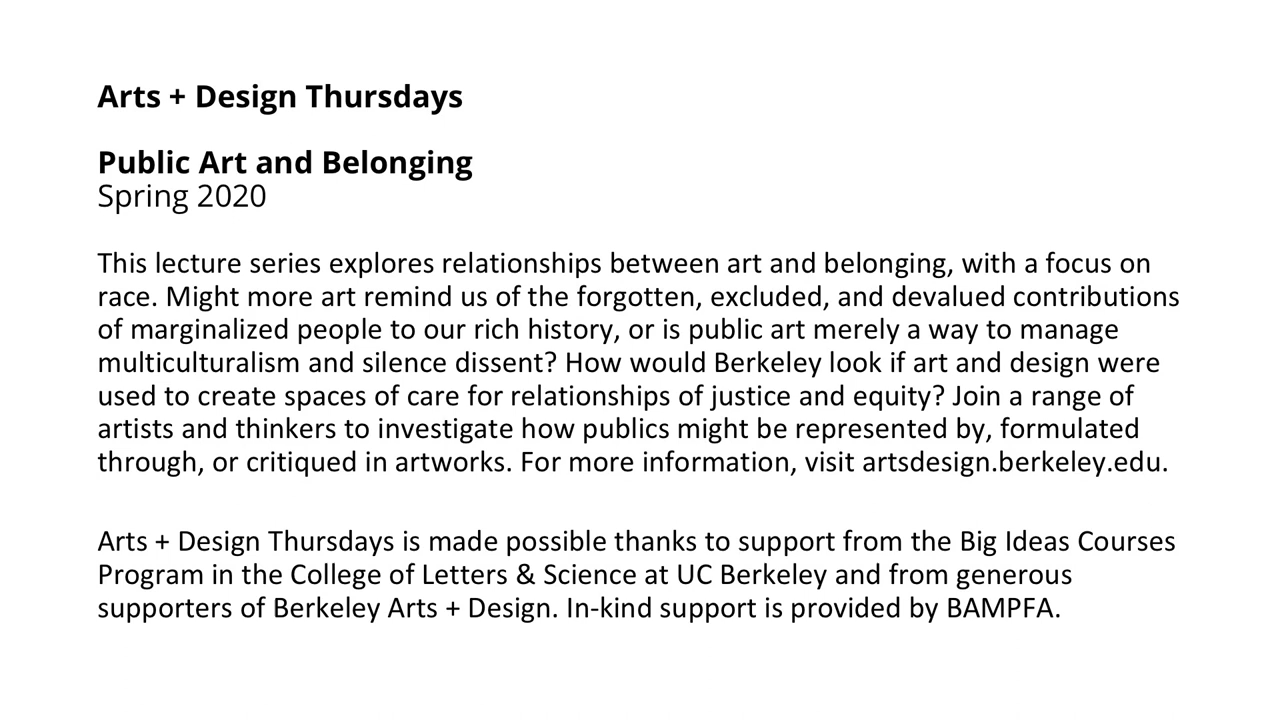 Arts + Design Thursdays
Public Art and Belonging
Spring 2020
This lecture series explores relationships between art and belonging, with a focus on
race. Might more art remind us of the forgotten, excluded, and devalued contributions
of marginalized people to our rich history, or is public art merely a way to manage
multiculturalism and silence dissent? How would Berkeley look if art and design were
used to create spaces of care for relationships of justice and equity? Join a range of
artists and thinkers to investigate how publics might be represented by, formulated
through, or critiqued in artworks. For more information, visit artsdesign.berkeley.edu.
Arts + Design Thursdays is made possible thanks to support from the Big Ideas Courses
Program in the College of Letters & Science at UC Berkeley and from generous
supporters of Berkeley Arts + Design. In-kind support is provided by BAMPFA.